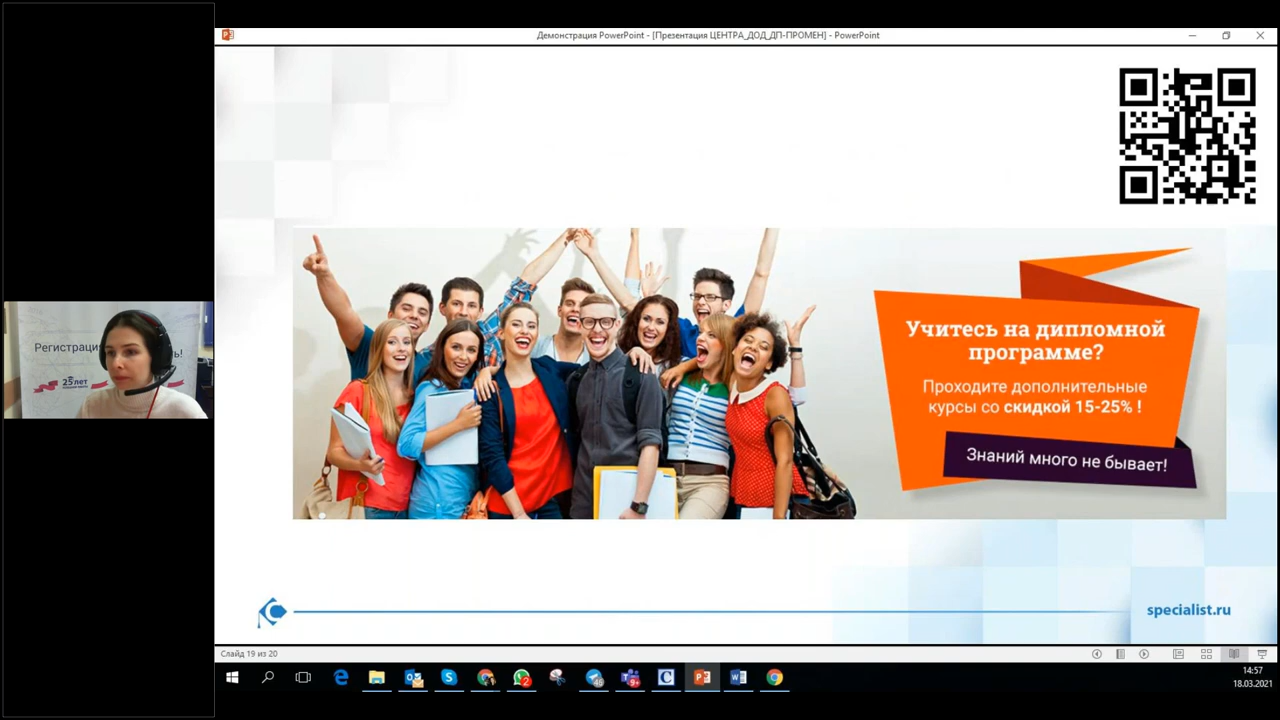 Демонстрация PowerPoint - [Презентация ЦЕНТРА_ДОД_ДП-ПРОМЕН] - PowerPoint
Учитесь на дипломной
программе?
Проходите дополнительные
курсы со скидкой 15-25% !
Знаний много не бывает!
Регистрация
25 лет
specialist.ru
Слайд 19 из 20
14:57
18.03.2021